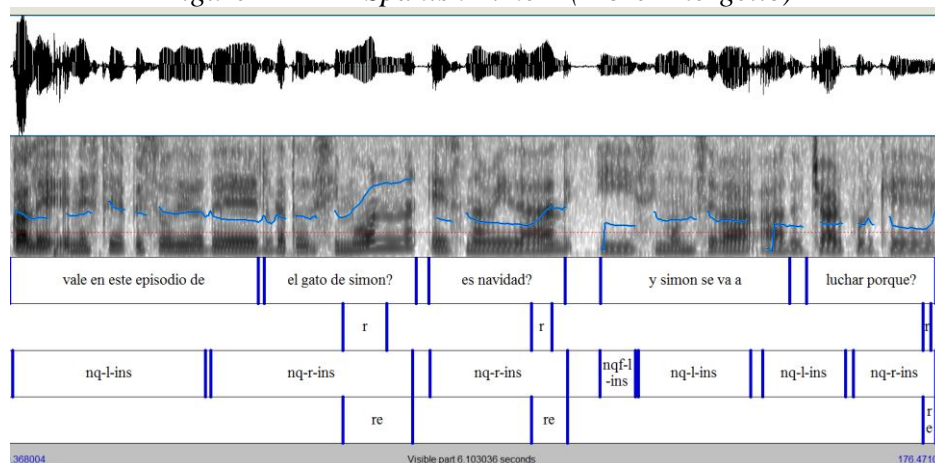 vale en este episodio de el gato de simon? es navidad? y simon se va a luchar porque?
r r r
nq-l-ins nq-r-ins nq-r-ins nqf-l
-ins nq-l-ins nq-l-ins nq-r-ins
re re r
e
368004 Visible part 6.103036 seconds 176.4710